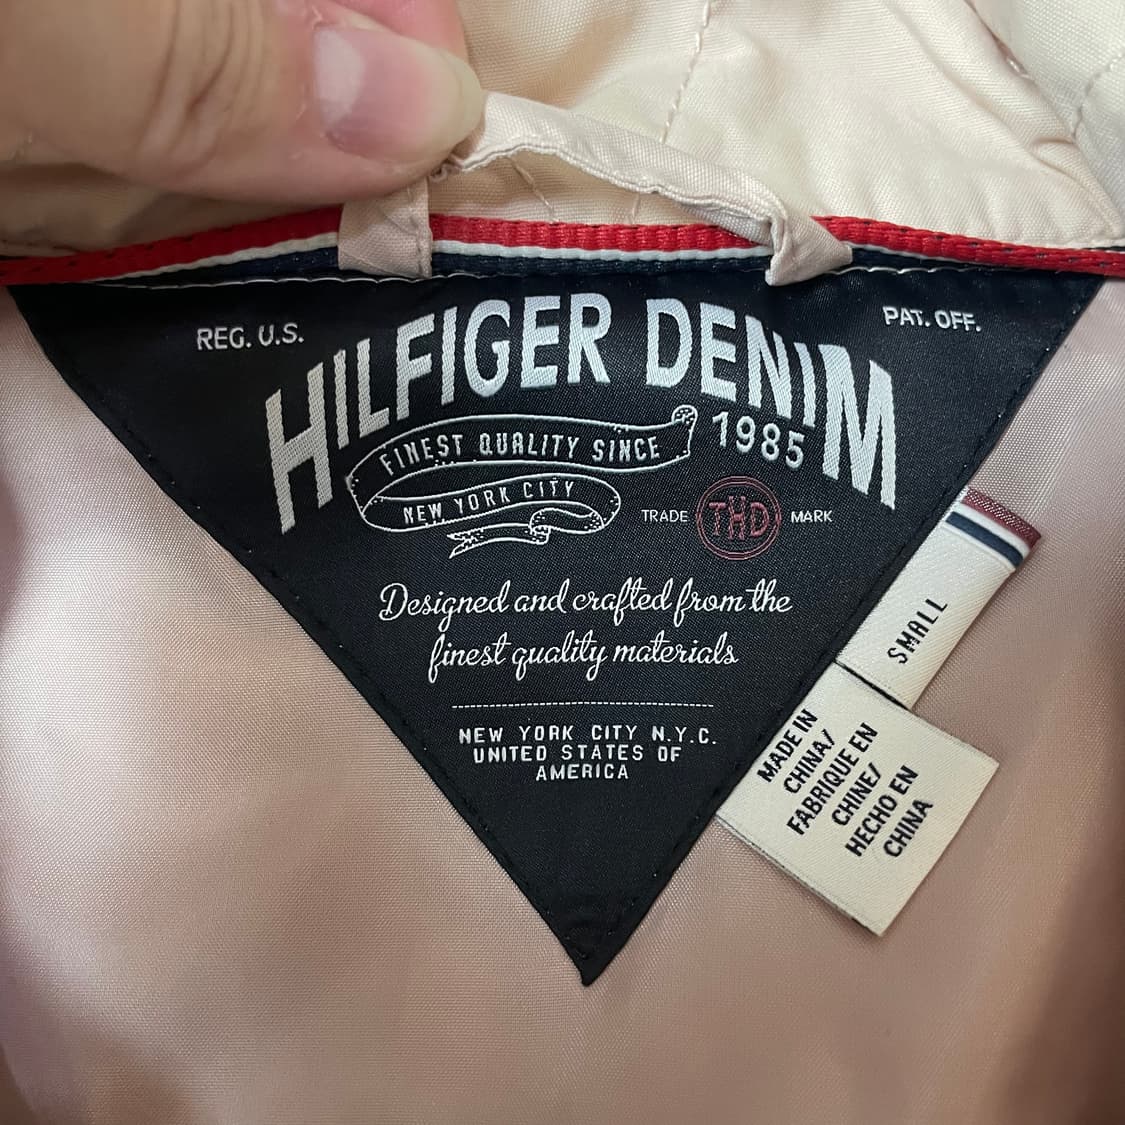 REG. U.S.
PAT. OFF.
HILFIGER DENIM
FINEST QUALITY SINCE
1985
NEW YORK CITY
TRADE THD MARK
Designed and crafted from the
finest quality materials
NEW YORK CITY N.Y.C.
UNITED STATES OF
AMERICA
SMALL
MADE IN
CHINA/
FABRIQUE EN
CHINE/
HECHO EN
CHINA